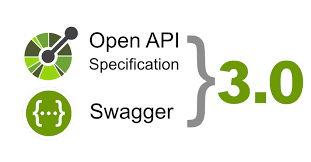 Open API
Specification
{...}
Swagger
}
3.0